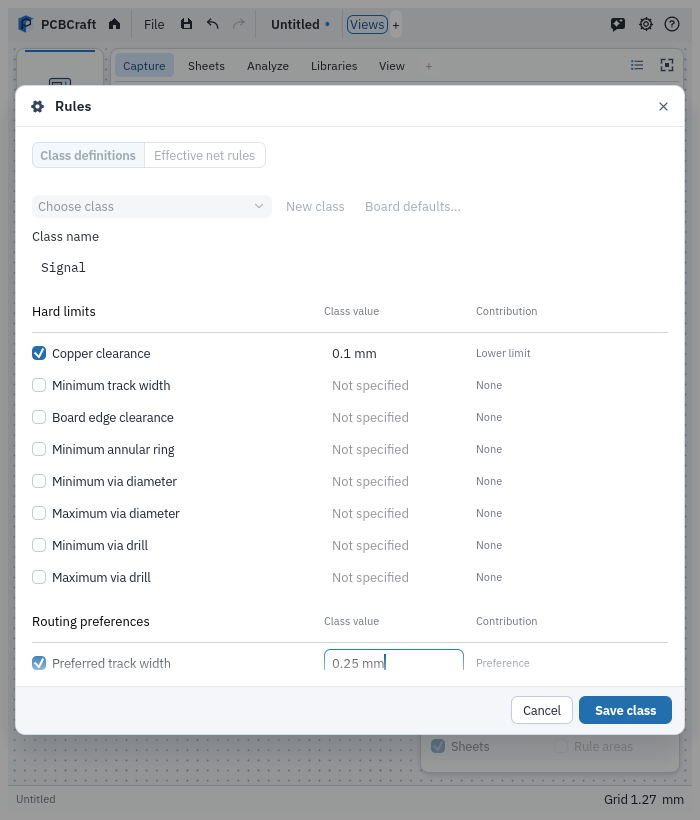 PCBCraft File Untitled • Views +
Capture Sheets Analyze Libraries View +
Rules
Class definitions Effective net rules
Choose class New class Board defaults...
Class name
Signal
Hard limits Class value Contribution
Copper clearance 0.1 mm Lower limit
Minimum track width Not specified None
Board edge clearance Not specified None
Minimum annular ring Not specified None
Minimum via diameter Not specified None
Maximum via diameter Not specified None
Minimum via drill Not specified None
Maximum via drill Not specified None
Routing preferences Class value Contribution
Preferred track width 0.25 mm Preference
Cancel Save class
Sheets Rule areas
Untitled Grid 1.27 mm